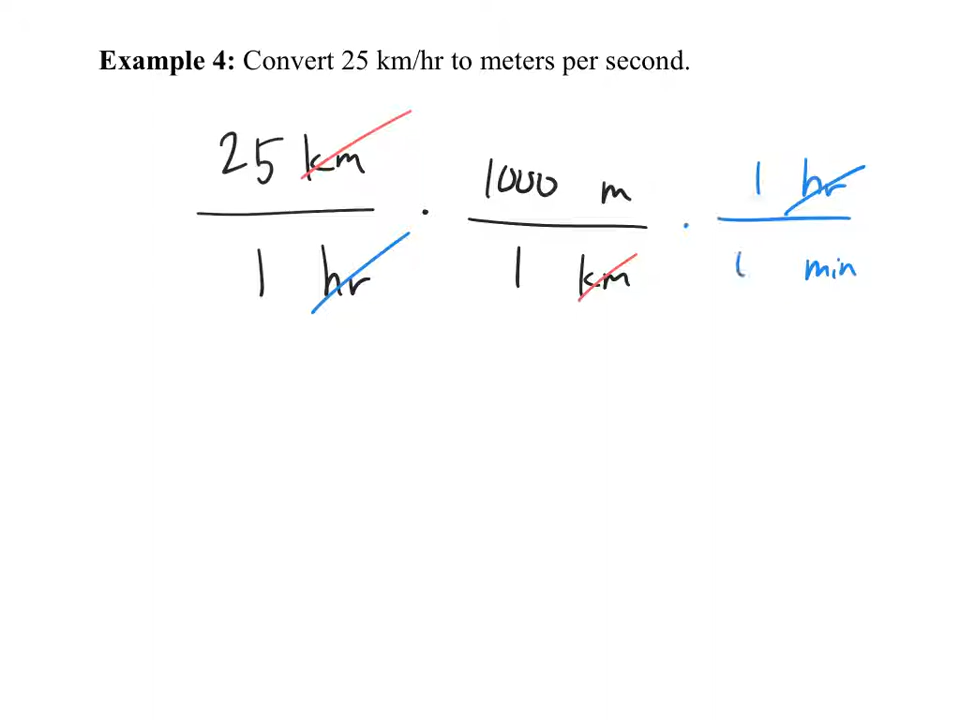 Example 4: Convert 25 km/hr to meters per second.
25 km / 1 hr · 1000 m / 1 km · 1 hr / min